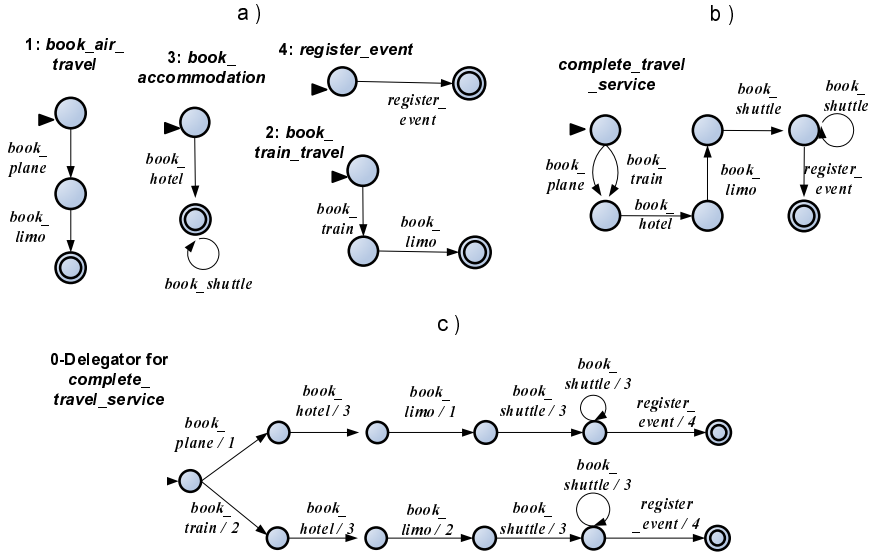 a )
1: book_air_
travel
book_
plane
book_
limo
3: book_
accommodation
book_
hotel
book_shuttle
4: register_event
register_
event
2: book_
train_travel
book_
train
book_
limo
b )
complete_travel
_service
book_
plane
book_
train
book_
hotel
book_
limo
book_
shuttle
book_
shuttle
register_
event
c )
0-Delegator for
complete_
travel_service
book_
plane / 1
book_
hotel / 3
book_
limo / 1
book_
shuttle / 3
book_
shuttle / 3
register_
event / 4
book_
train / 2
book_
hotel / 3
book_
limo / 2
book_
shuttle / 3
book_
shuttle / 3
register
_event / 4